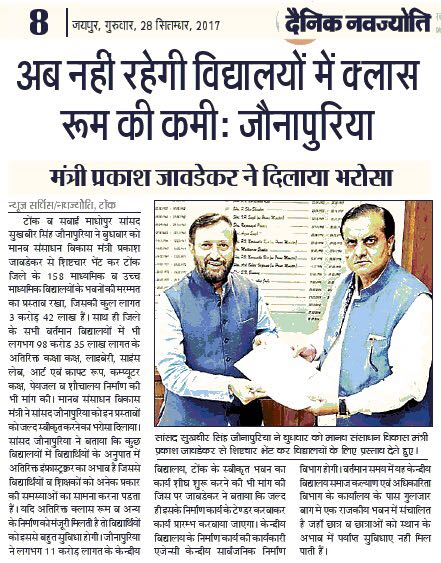 8
जयपुर, गुरुवार, 28 सितम्बर, 2017
दैनिक नवज्योति
अब नहीं रहेगी विद्यालयों में क्लास
रूम की कमी: जौनापुरिया
मंत्री प्रकाश जावडेकर ने दिलाया भरोसा
न्यूज सर्विस/नवज्योति, टोंक
टोंक व सवाई माधोपुर सांसद
सुखबीर सिंह जौनापुरिया ने बुधवार को
मानव संसाधन विकास मंत्री प्रकाश
जावडेकर से शिष्टाचार भेंट कर टोंक
जिले के 158 माध्यमिक व उच्च
माध्यमिक विद्यालयों के भवनों की मरम्मत
का प्रस्ताव रखा, जिसकी कुल लागत
3 करोड़ 42 लाख हैं। साथ ही जिले
के सभी वर्तमान विद्यालयों में भी
लगभग 98 करोड 35 लाख लागत के
अतिरिक्त कक्षा कक्ष, लाइबेरी, साइंस
लेब, आर्ट एवं क्राफ्ट रूप, कम्प्यूटर
कक्ष, पेयजल व शौचालय निर्माण की
भी मांग की। मानव संसाधन विकास
मंत्री ने सांसद जौनापुरिया को इन प्रस्तावों
को जल्द स्वीकृत करने का भरोसा दिलाया।
सांसद जौनापुरिया ने बताया कि कुछ
विद्यालयों में विद्यार्थियों के अनुपात में
अतिरिक्त इंफ्रास्ट्रक्चर का अभाव है जिससे
विद्यार्थियों व शिक्षकों को अनेक प्रकार
की समस्याओं का सामना करना पड़ता
हैं। यदि अतिरिक्त क्लास रूम व अन्य
के निर्माण को मंजूरी मिलती है तो विद्यार्थियों
को इससे बहुत सुविधा होगी। जौनापुरिया
ने लगभग 11 करोड़ लागत के केन्द्रीय
सांसद सुखबीर सिंह जौनापुरिया ने बुधवार को मानव संसाधन विकास मंत्री
प्रकाश जावडेकर से शिष्टाचार भेंट कर विद्यालयों के लिए प्रस्ताव देते हुए।
विद्यालय, टोंक के स्वीकृत भवन का
कार्य शीघ्र शुरू करने की भी मांग की
जिस पर जावडेकर ने बताया कि जल्द
ही इसके निर्माण कार्य के टेण्डर करवाकर
कार्य प्रारम्भ करवाया जाएगा। केन्द्रीय
विद्यालय के निर्माण कार्य की कार्यकारी
एजेन्सी केन्द्रीय सार्वजनिक निर्माण
विभाग होगी। वर्तमान समय में यह केन्द्रीय
विद्यालय समाज कल्याण एवं अधिकारिता
विभाग के कार्यालय के पास गुलजार
बाग में एक राजकीय भवन में संचालित
है जहाँ छात्र व छात्राओं को स्थान के
अभाव में पर्याप्त सुविधाए नही मिल
पाती हैं।